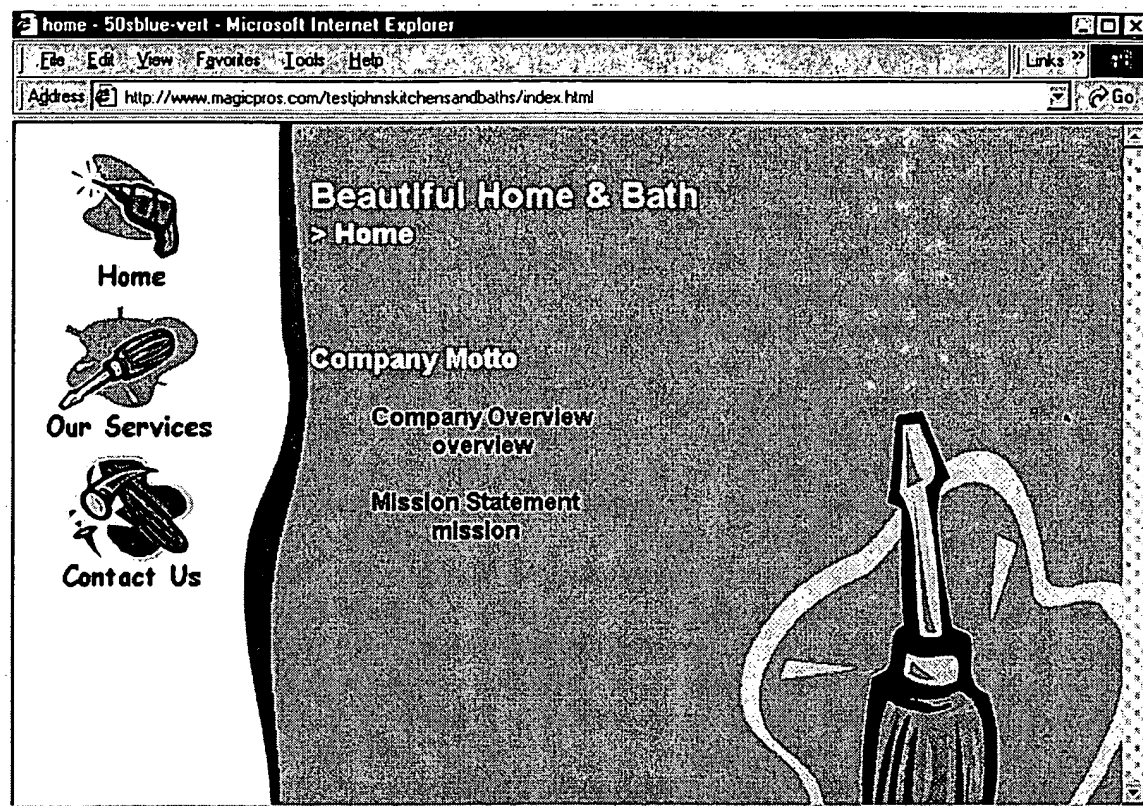 home - 50sblue-vert - Microsoft Internet Explorer
File Edit View Favorites Tools Help
Links »
Address http://www.magicpros.com/testjohnskitchensandbaths/index.html
Go
Beautiful Home & Bath
> Home
Home
Company Motto
Our Services
Company Overview
overview
Mission Statement
mission
Contact Us